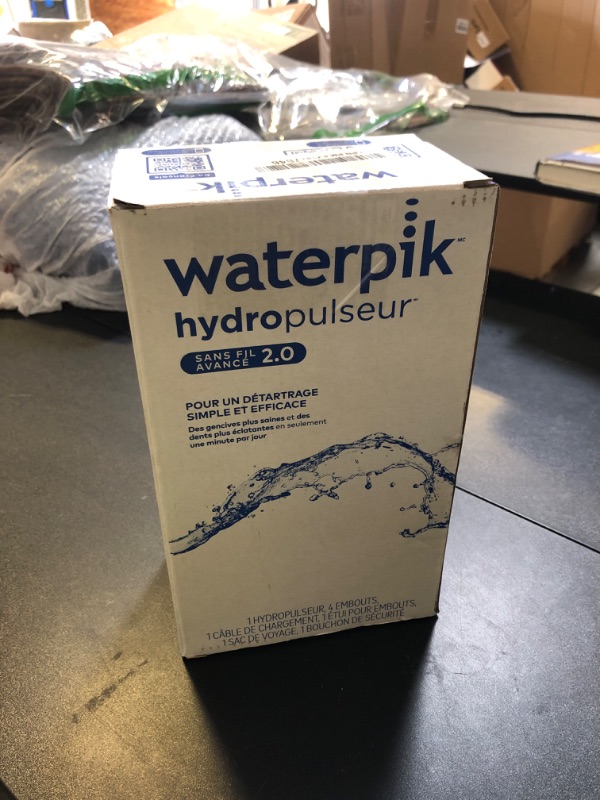 waterpik
waterpik MC
hydropulseur
SANS FIL
AVANCÉ 2.0
POUR UN DÉTARTRAGE
SIMPLE ET EFFICACE
Des gencives plus saines et des
dents plus éclatantes en seulement
une minute par jour
1 HYDROPULSEUR, 4 EMBOUTS,
1 CÂBLE DE CHARGEMENT, 1 ÉTUI POUR EMBOUTS,
1 SAC DE VOYAGE, 1 BOUCHON DE SÉCURITÉ